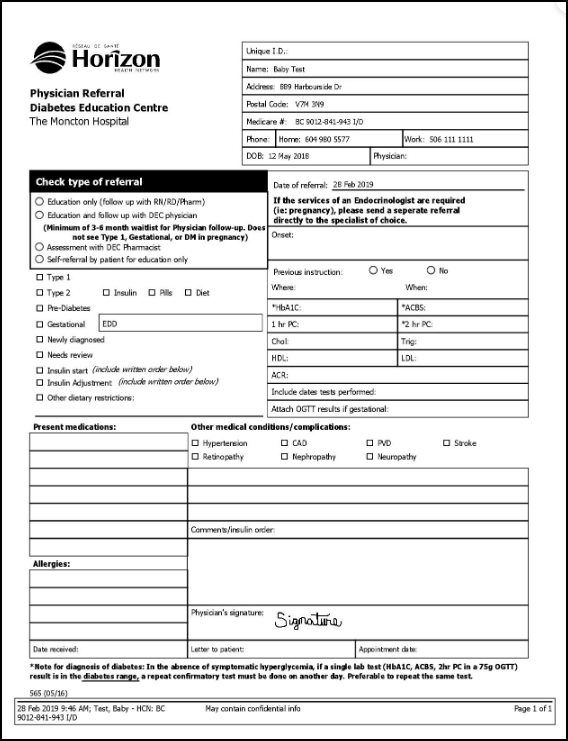 RÉSEAU DE SANTÉ
Horizon
HEALTH NETWORK
Physician Referral
Diabetes Education Centre
The Moncton Hospital
Unique I.D.:
Name: Baby Test
Address: 889 Harbourside Dr
Postal Code: V7M 3N9
Medicare #: BC 9012-841-943 I/D
Phone: Home: 604 980 5577 Work: 506 111 1111
DOB: 12 May 2018 Physician:
Check type of referral
Education only (follow up with RN/RD/Pharm)
Education and follow up with DEC physician
(Minimum of 3-6 month waitlist for Physician follow-up. Does
not see Type 1, Gestational, or DM in pregnancy)
Assessment with DEC Pharmacist
Self-referral by patient for education only
Type 1
Type 2 Insulin Pills Diet
Pre-Diabetes
Gestational EDD
Newly diagnosed
Needs review
Insulin start (include written order below)
Insulin Adjustment (include written order below)
Other dietary restrictions:
Date of referral: 28 Feb 2019
If the services of an Endocrinologist are required
(ie: pregnancy), please send a seperate referral
directly to the specialist of choice.
Onset:
Previous instruction: Yes No
Where: When:
*HbA1C: *ACBS:
1 hr PC: *2 hr PC:
Chol: Trig:
HDL: LDL:
ACR:
Include dates tests performed:
Attach OGTT results if gestational:
Present medications:
Other medical conditions/complications:
Hypertension CAD PVD Stroke
Retinopathy Nephropathy Neuropathy
Comments/insulin order:
Allergies:
Physician's signature: Signature
Date received: Letter to patient: Appointment date:
*Note for diagnosis of diabetes: In the absence of symptomatic hyperglycemia, if a single lab test (HbA1C, ACBS, 2hr PC in a 75g OGTT)
result is in the diabetes range, a repeat confirmatory test must be done on another day. Preferable to repeat the same test.
565 (05/16)
28 Feb 2019 9:46 AM; Test, Baby - HCN: BC May contain confidential info Page 1 of 1
9012-841-943 I/D